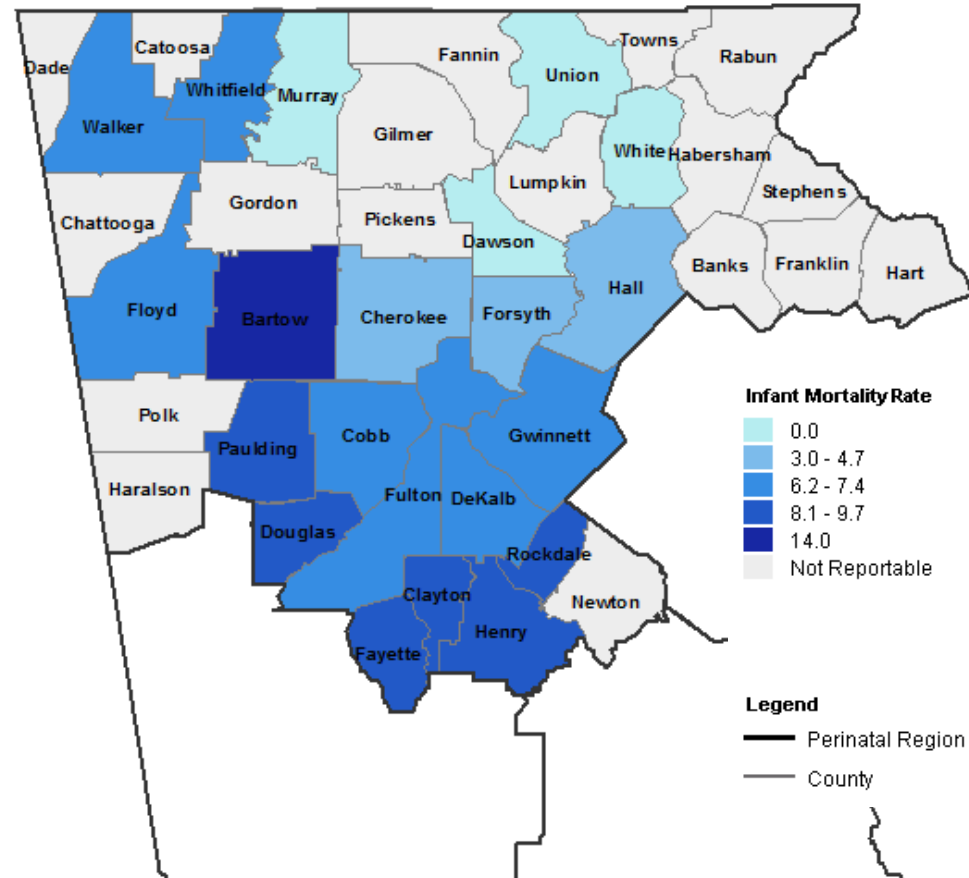 Towns
Catoosa
Fannin
Rabun
Dade
Union
Whitfield
Murray
Walker
Gilmer
White
Habersham
Lumpkin
Stephens
Gordon
Chattooga
Pickens
Dawson
Banks
Franklin
Hart
Hall
Floyd
Bartow
Cherokee
Forsyth
Infant Mortality Rate
0.0
3.0 - 4.7
6.2 - 7.4
8.1 - 9.7
14.0
Not Reportable
Polk
Cobb
Gwinnett
Paulding
Haralson
Fulton
DeKalb
Douglas
Rockdale
Clayton
Newton
Henry
Fayette
Legend
Perinatal Region
County